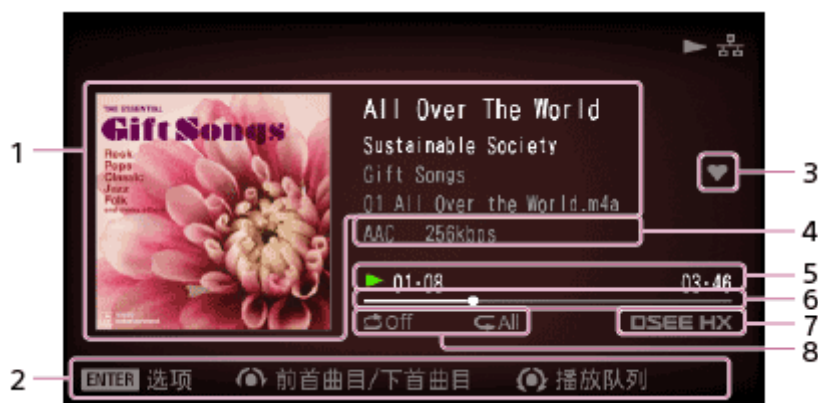 THE ESSENTIAL
Gift Songs
Rock
Pops
Classic
Jazz
Folk
All Over The World
Sustainable Society
Gift Songs
01 All Over the World.m4a
AAC 256kbps
01:08 03:46
Off All
DSEE HX
ENTER 选项 前首曲目/下首曲目 播放队列
1
2
3
4
5
6
7
8